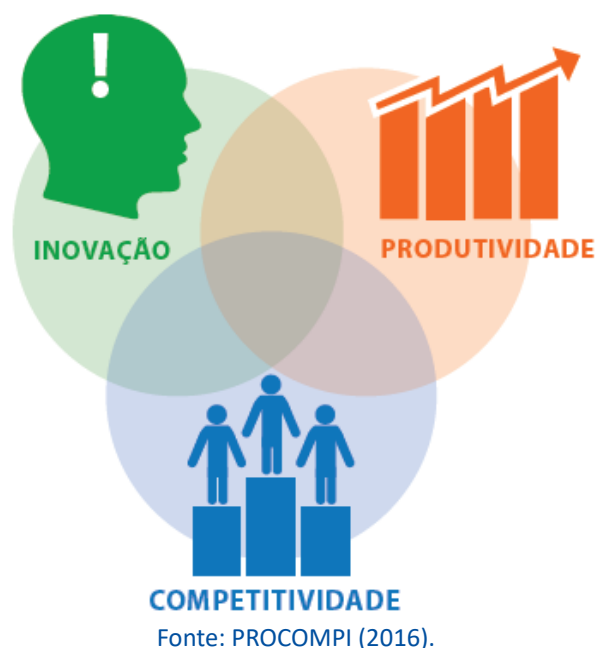 !
INOVAÇÃO
PRODUTIVIDADE
COMPETITIVIDADE
Fonte: PROCOMPI (2016).